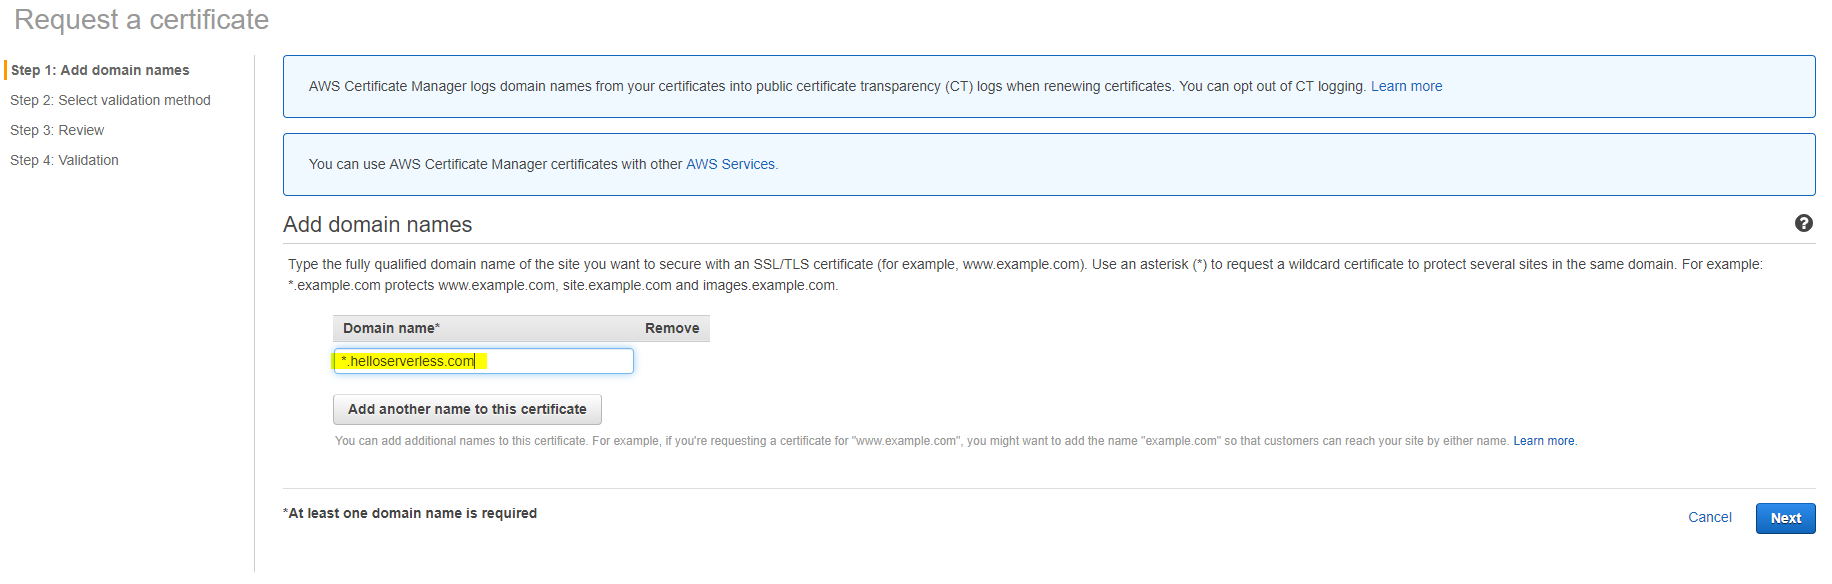 Request a certificate
Step 1: Add domain names
Step 2: Select validation method
Step 3: Review
Step 4: Validation
AWS Certificate Manager logs domain names from your certificates into public certificate transparency (CT) logs when renewing certificates. You can opt out of CT logging. Learn more
You can use AWS Certificate Manager certificates with other AWS Services.
Add domain names
?
Type the fully qualified domain name of the site you want to secure with an SSL/TLS certificate (for example, www.example.com). Use an asterisk (*) to request a wildcard certificate to protect several sites in the same domain. For example:
*.example.com protects www.example.com, site.example.com and images.example.com.
Domain name* Remove
*.helloserverless.com
Add another name to this certificate
You can add additional names to this certificate. For example, if you're requesting a certificate for "www.example.com", you might want to add the name "example.com" so that customers can reach your site by either name. Learn more.
*At least one domain name is required
Cancel Next